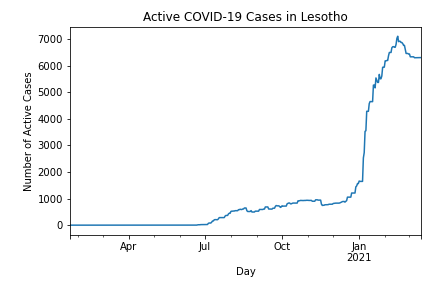 Active COVID-19 Cases in Lesotho
Number of Active Cases
7000
6000
5000
4000
3000
2000
1000
0
Apr
Jul
Oct
Jan
2021
Day